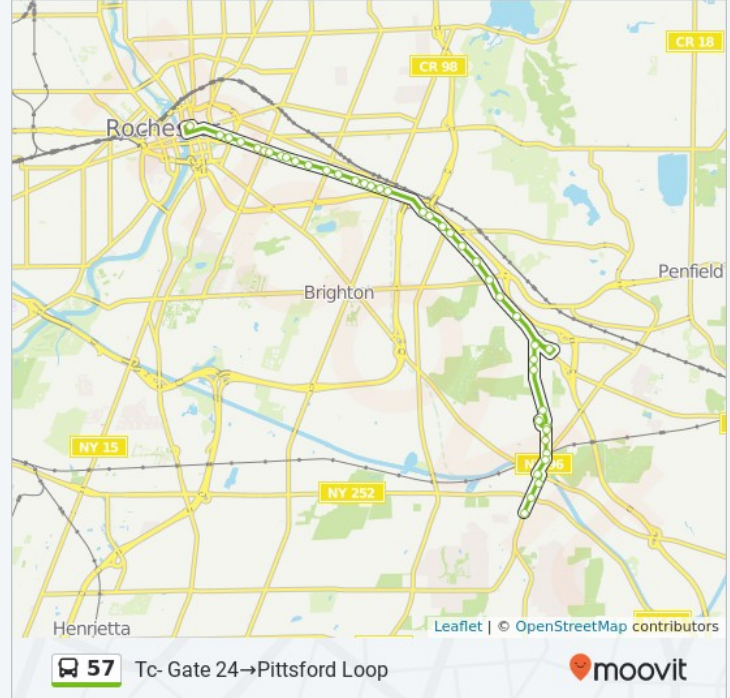 CR 18
CR 98
Roches
Penfield
Brighton
NY 15
NY 252
Henrietta
Leaflet | © OpenStreetMap contributors
57 Tc- Gate 24→Pittsford Loop moovit